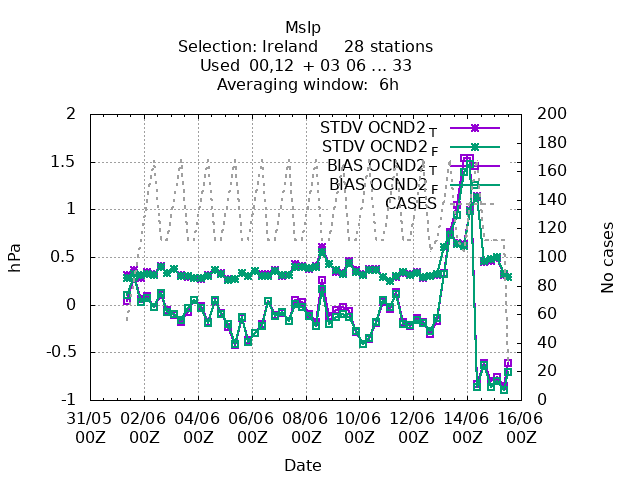 Mslp
Selection: Ireland 28 stations
Used 00,12 + 03 06 ... 33
Averaging window: 6h
STDV OCND2 T
STDV OCND2 F
BIAS OCND2 T
BIAS OCND2 F
CASES
hPa
2
1.5
1
0.5
0
-0.5
-1
No cases
200
180
160
140
120
100
80
60
40
20
0
31/05 02/06 04/06 06/06 08/06 10/06 12/06 14/06 16/06
00Z 00Z 00Z 00Z 00Z 00Z 00Z 00Z 00Z
Date